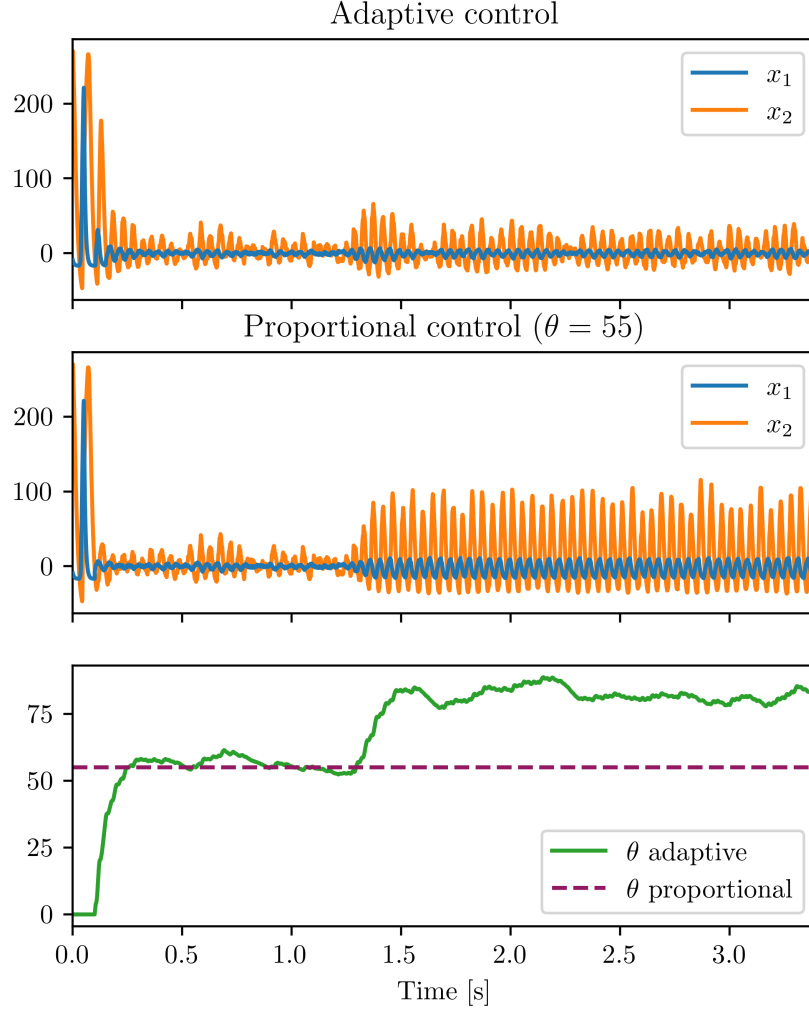 Adaptive control
200
100
0
x₁
x₂
Proportional control (θ = 55)
200
100
0
x₁
x₂
75
50
25
0
θ adaptive
θ proportional
0.0 0.5 1.0 1.5 2.0 2.5 3.0
Time [s]